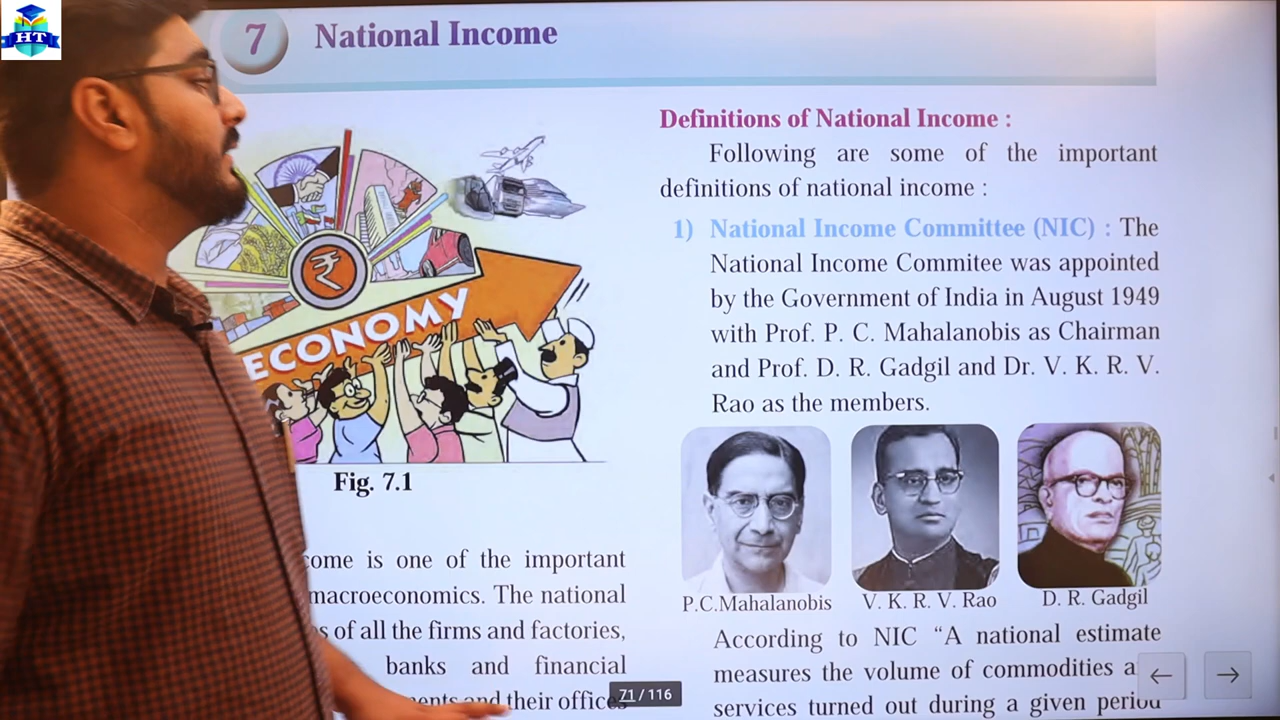 HT
7 National Income
ECONOMY
Fig. 7.1
come is one of the important
macroeconomics. The national
s of all the firms and factories,
banks and financial
ents and their offices
Definitions of National Income :
Following are some of the important
definitions of national income :
1) National Income Committee (NIC) : The
National Income Commitee was appointed
by the Government of India in August 1949
with Prof. P. C. Mahalanobis as Chairman
and Prof. D. R. Gadgil and Dr. V. K. R. V.
Rao as the members.
P.C.Mahalanobis V. K. R. V. Rao D. R. Gadgil
According to NIC “A national estimate
measures the volume of commodities a
services turned out during a given period
71 / 116